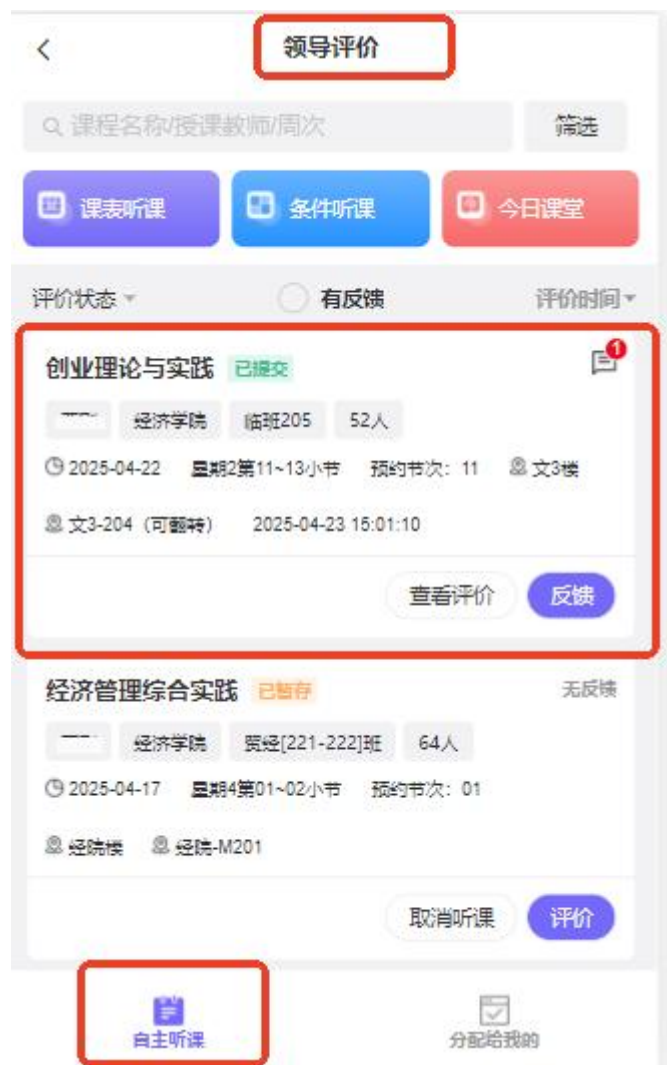 领导评价
课程名称/授课教师/周次 筛选
课表听课 条件听课 今日课堂
评价状态 有反馈 评价时间
创业理论与实践 已提交 1
经济学院 临班205 52人
2025-04-22 星期2第11~13小节 预约节次：11 文3楼
文3-204（可翻转） 2025-04-23 15:01:10
查看评价 反馈
经济管理综合实践 已暂存 无反馈
经济学院 贸经[221-222]班 64人
2025-04-17 星期4第01~02小节 预约节次：01
经院楼 经院-M201
取消听课 评价
自主听课 分配给我的